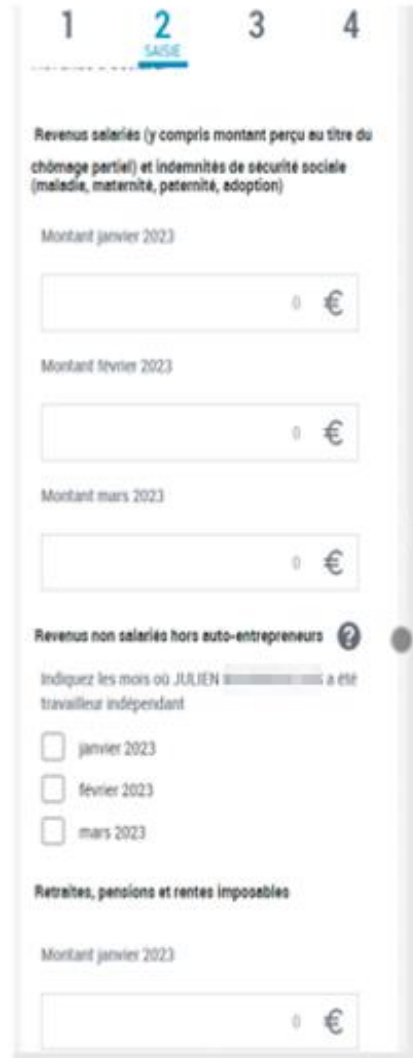 1 2 3 4
SAISIE
Revenus salariés (y compris montant perçu au titre du
chômage partiel) et indemnités de sécurité sociale
(maladie, maternité, paternité, adoption)
Montant janvier 2023
0 €
Montant février 2023
0 €
Montant mars 2023
0 €
Revenus non salariés hors auto-entrepreneurs ?
Indiquez les mois où JULIEN a été
travailleur indépendant
janvier 2023
février 2023
mars 2023
Retraites, pensions et rentes imposables
Montant janvier 2023
0 €